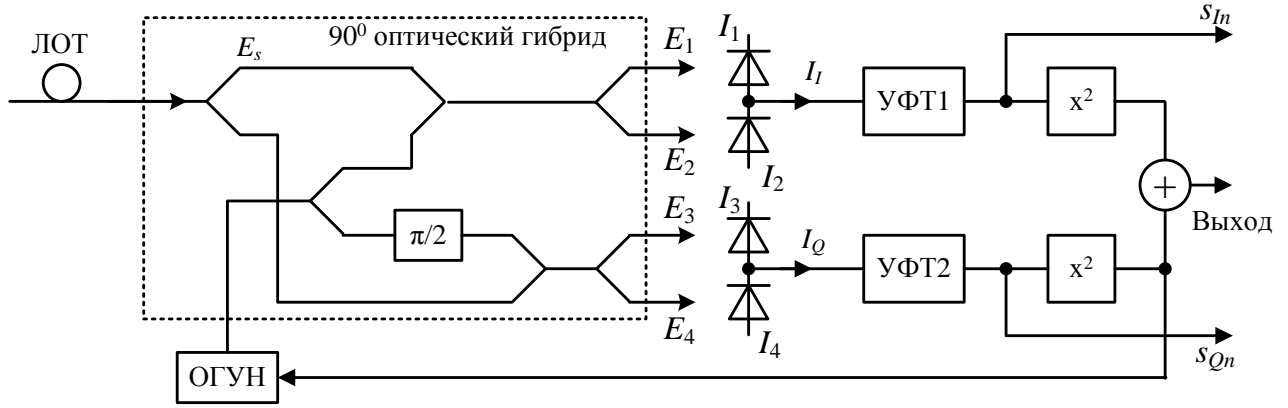 ЛОТ
E_s
90⁰ оптический гибрид
E₁
E₂
E₃
E₄
π/2
ОГУН
I₁
I₂
I₃
I₄
I_I
I_Q
УФТ1
УФТ2
x²
x²
s_In
s_Qn
+
Выход